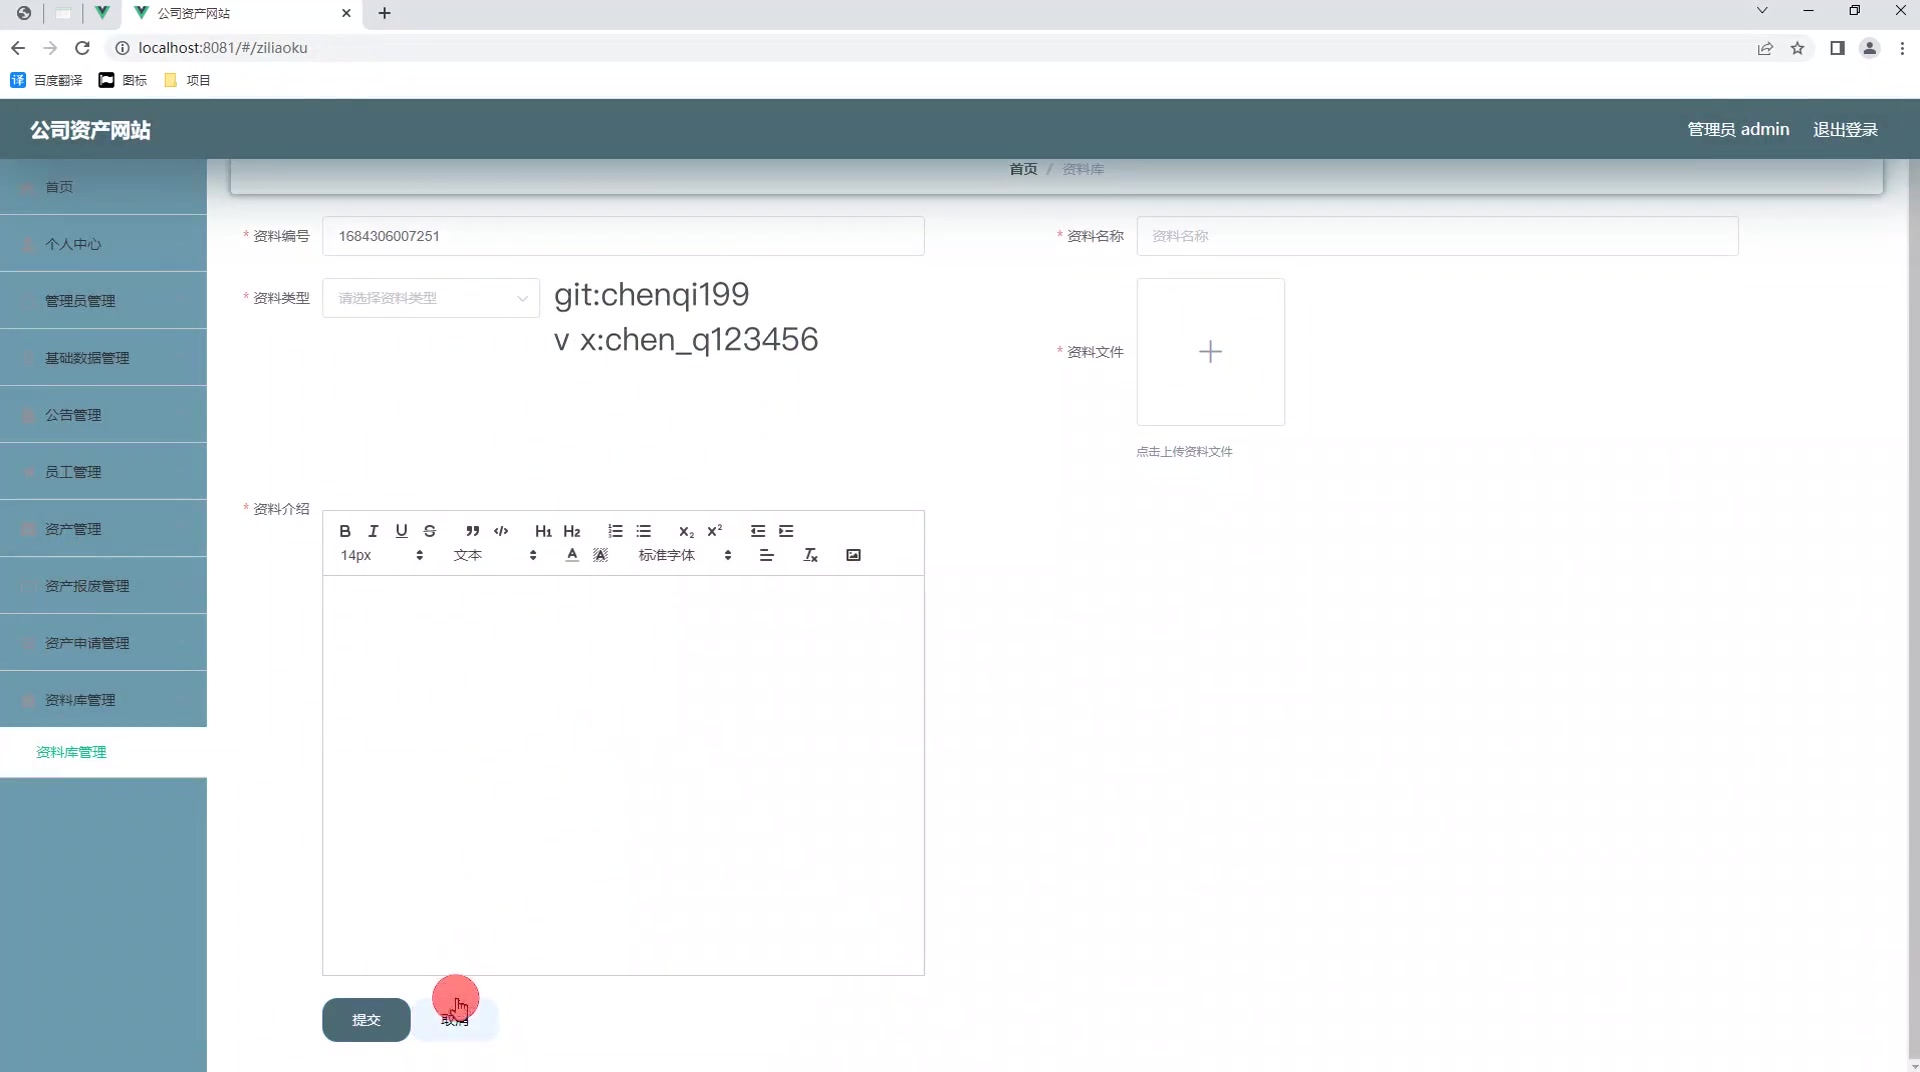 公司资产网站
localhost:8081/#/ziliaoku
百度翻译
图标
项目
公司资产网站
管理员 admin
退出登录
首页 / 资料库
首页
个人中心
管理员管理
基础数据管理
公告管理
员工管理
资产管理
资产报废管理
资产申请管理
资料库管理
资料库管理
* 资料编号
1684306007251
* 资料名称
资料名称
* 资料类型
请选择资料类型
git:chenqi199
v x:chen_q123456
* 资料文件
点击上传资料文件
* 资料介绍
14px
文本
标准字体
提交
取消